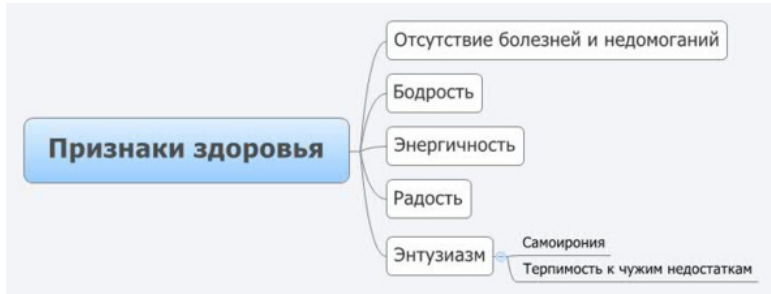 Признаки здоровья
Отсутствие болезней и недомоганий
Бодрость
Энергичность
Радость
Энтузиазм
Самоирония
Терпимость к чужим недостаткам